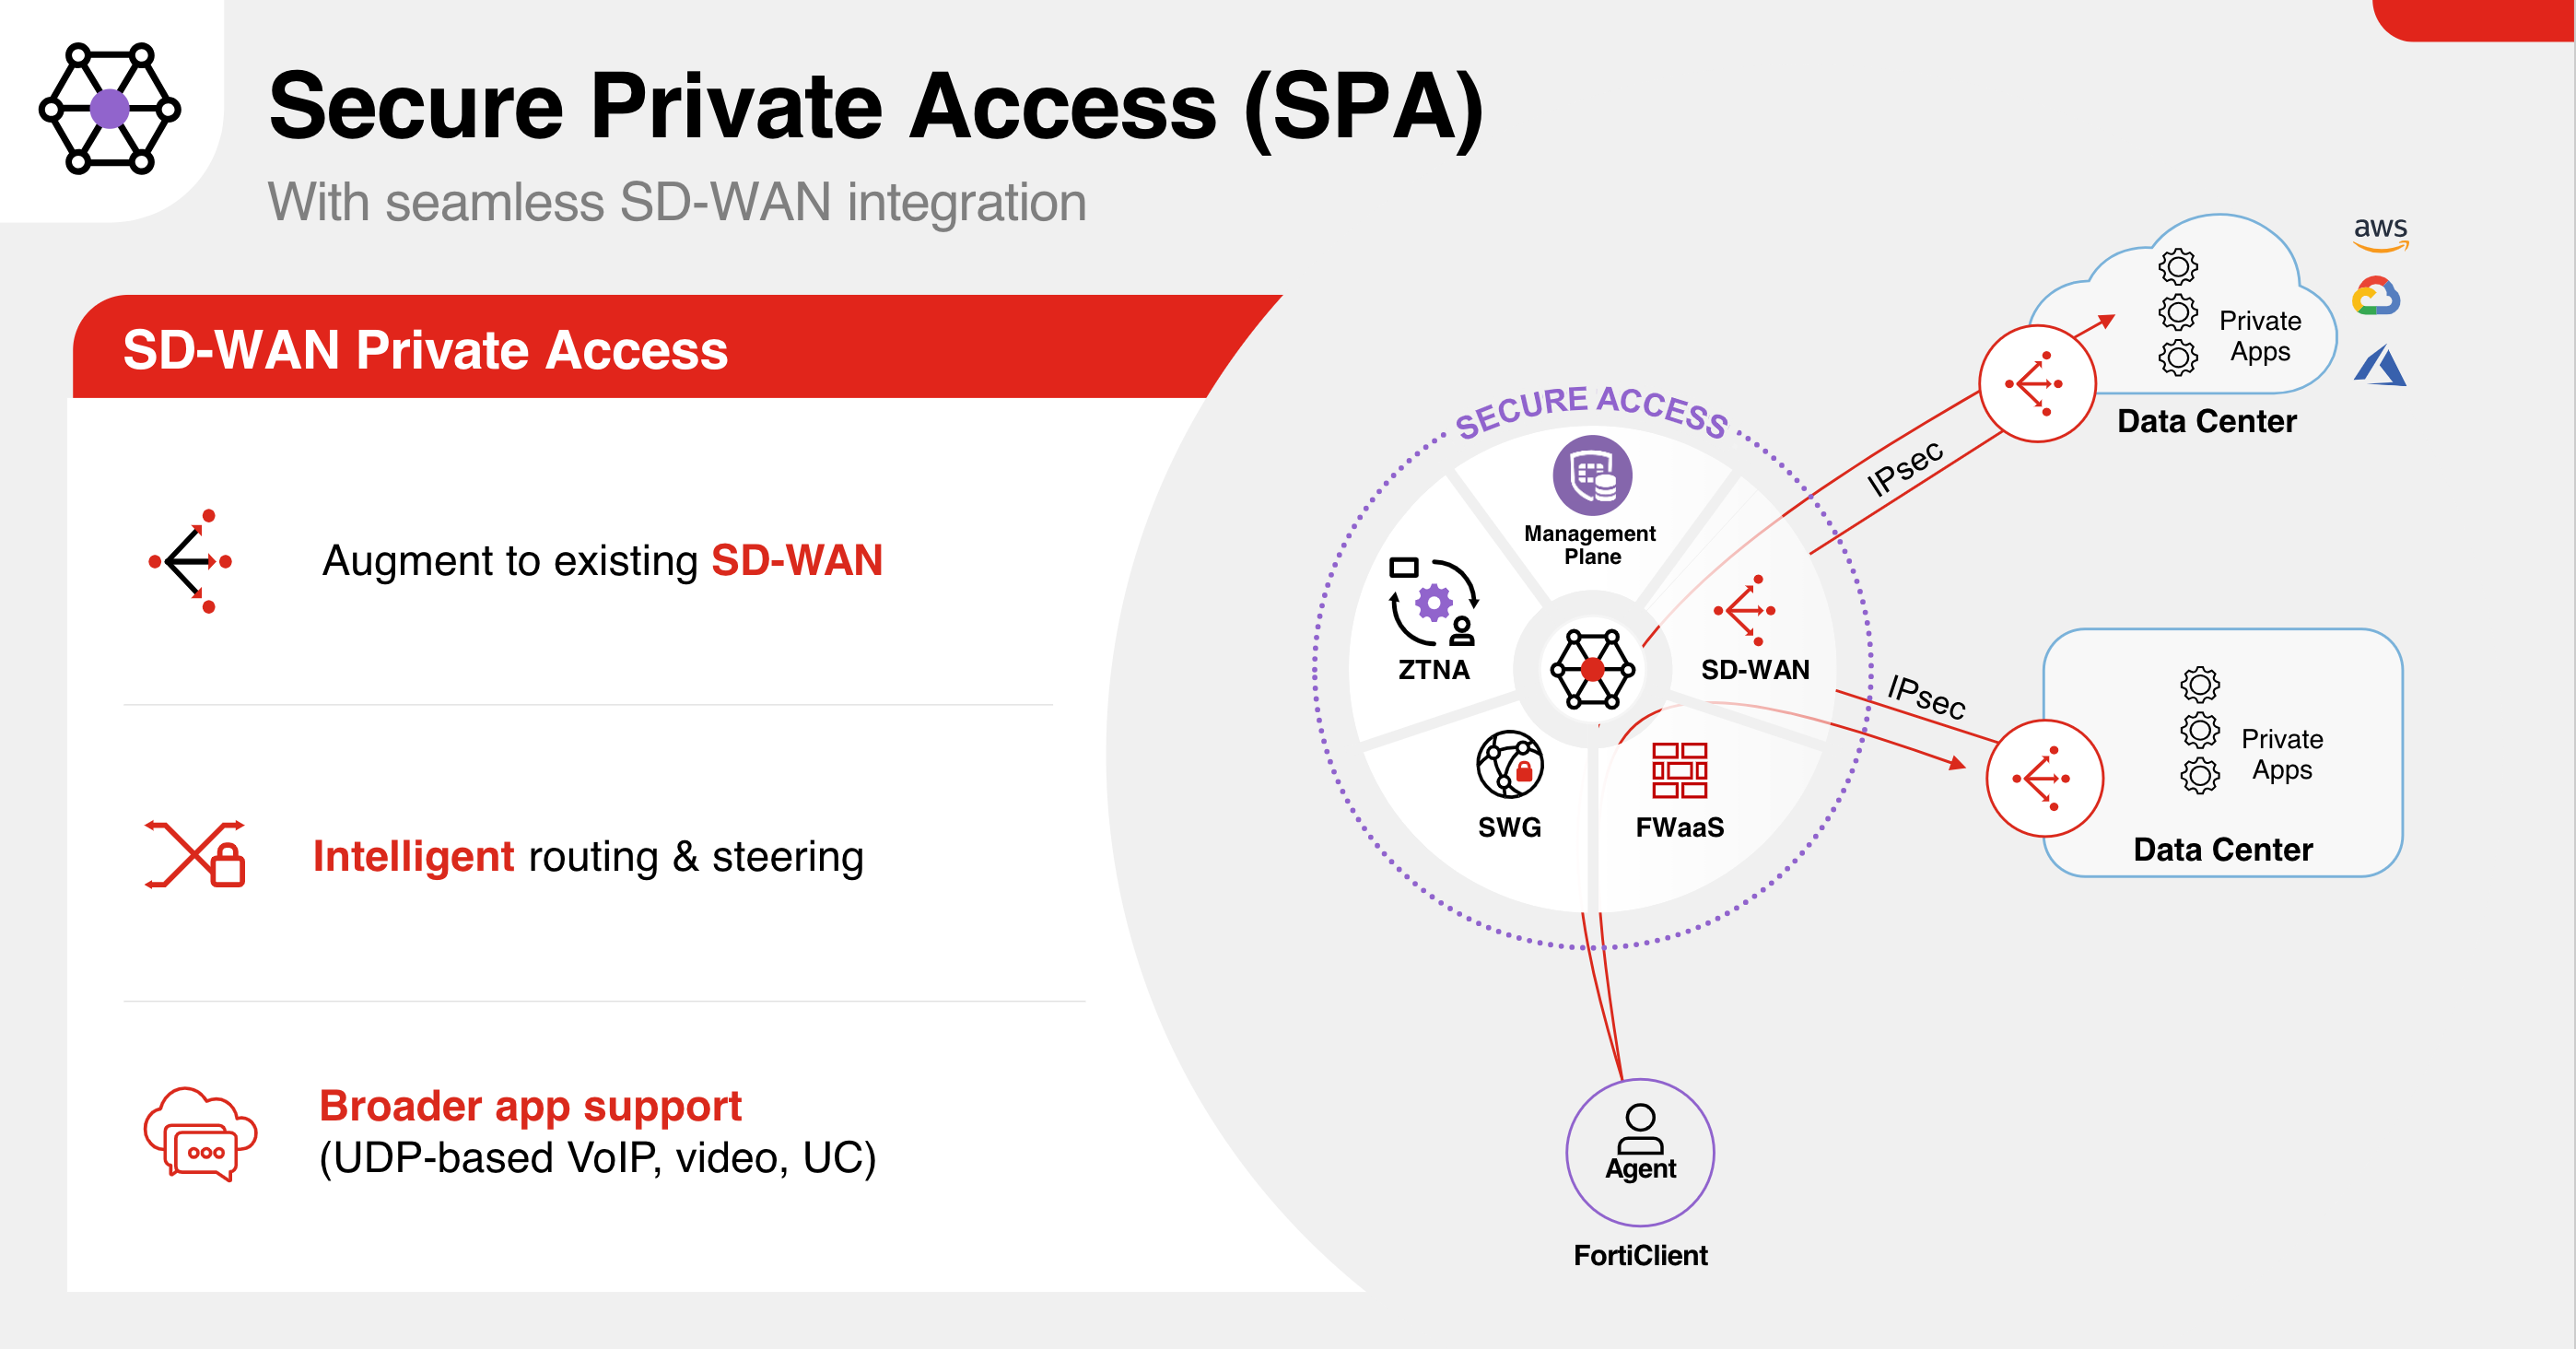 Secure Private Access (SPA)
With seamless SD-WAN integration
SD-WAN Private Access
Augment to existing SD-WAN
Intelligent routing & steering
Broader app support
(UDP-based VoIP, video, UC)
SECURE ACCESS
Management
Plane
ZTNA
SD-WAN
SWG
FWaaS
IPsec
IPsec
Private
Apps
Data Center
aws
Private
Apps
Data Center
Agent
FortiClient